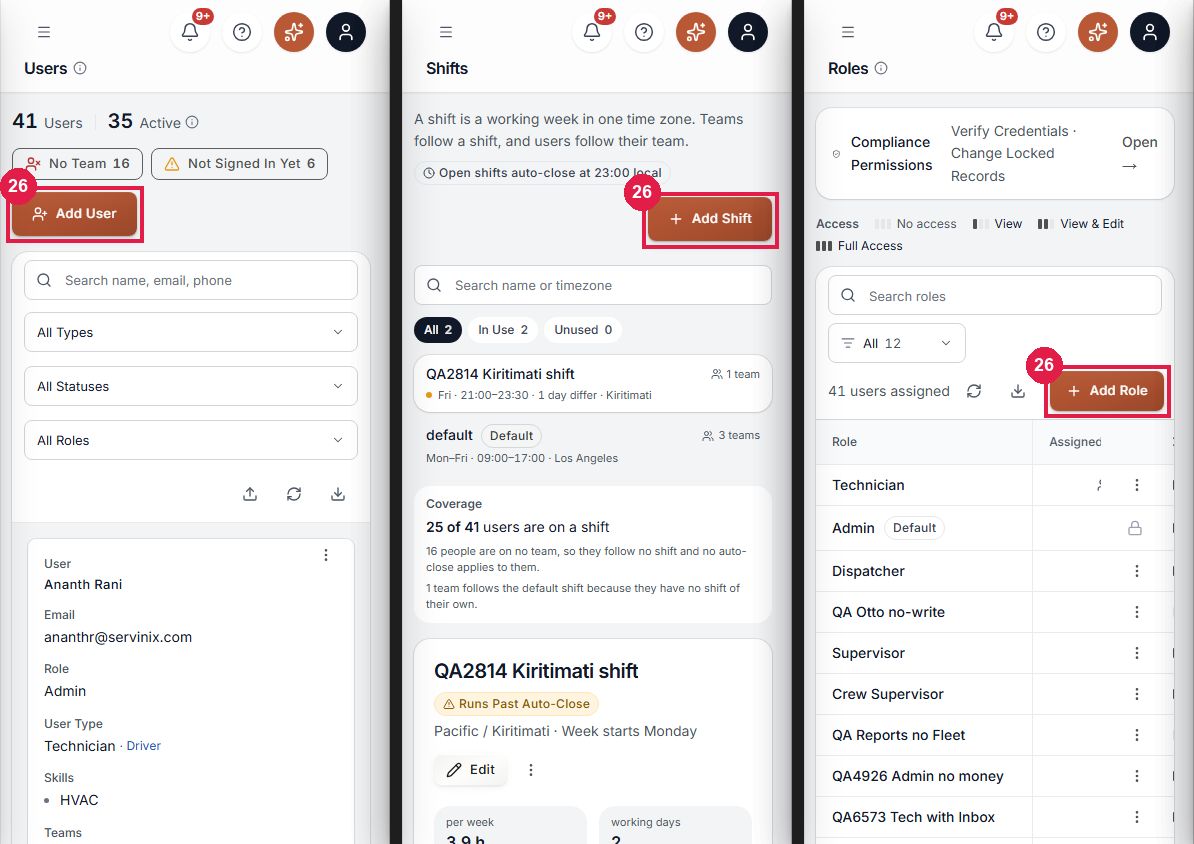 9+
Users
41 Users 35 Active
No Team 16 Not Signed In Yet 6
26
Add User
Search name, email, phone
All Types
All Statuses
All Roles
User
Ananth Rani
Email
ananthr@servinix.com
Role
Admin
User Type
Technician · Driver
Skills
HVAC
Teams
9+
Shifts
A shift is a working week in one time zone. Teams
follow a shift, and users follow their team.
Open shifts auto-close at 23:00 local
26
Add Shift
Search name or timezone
All 2 In Use 2 Unused 0
QA2814 Kiritimati shift 1 team
Fri · 21:00–23:30 · 1 day differ · Kiritimati
default Default 3 teams
Mon–Fri · 09:00–17:00 · Los Angeles
Coverage
25 of 41 users are on a shift
16 people are on no team, so they follow no shift and no auto-
close applies to them.
1 team follows the default shift because they have no shift of
their own.
QA2814 Kiritimati shift
Runs Past Auto-Close
Pacific / Kiritimati · Week starts Monday
Edit
per week working days
3.9 h 2
9+
Roles
Compliance
Permissions
Verify Credentials ·
Change Locked
Records
Open
→
Access No access View View & Edit
Full Access
Search roles
All 12
26
41 users assigned Add Role
Role Assigned
Technician
Admin Default
Dispatcher
QA Otto no-write
Supervisor
Crew Supervisor
QA Reports no Fleet
QA4926 Admin no money
QA6573 Tech with Inbox